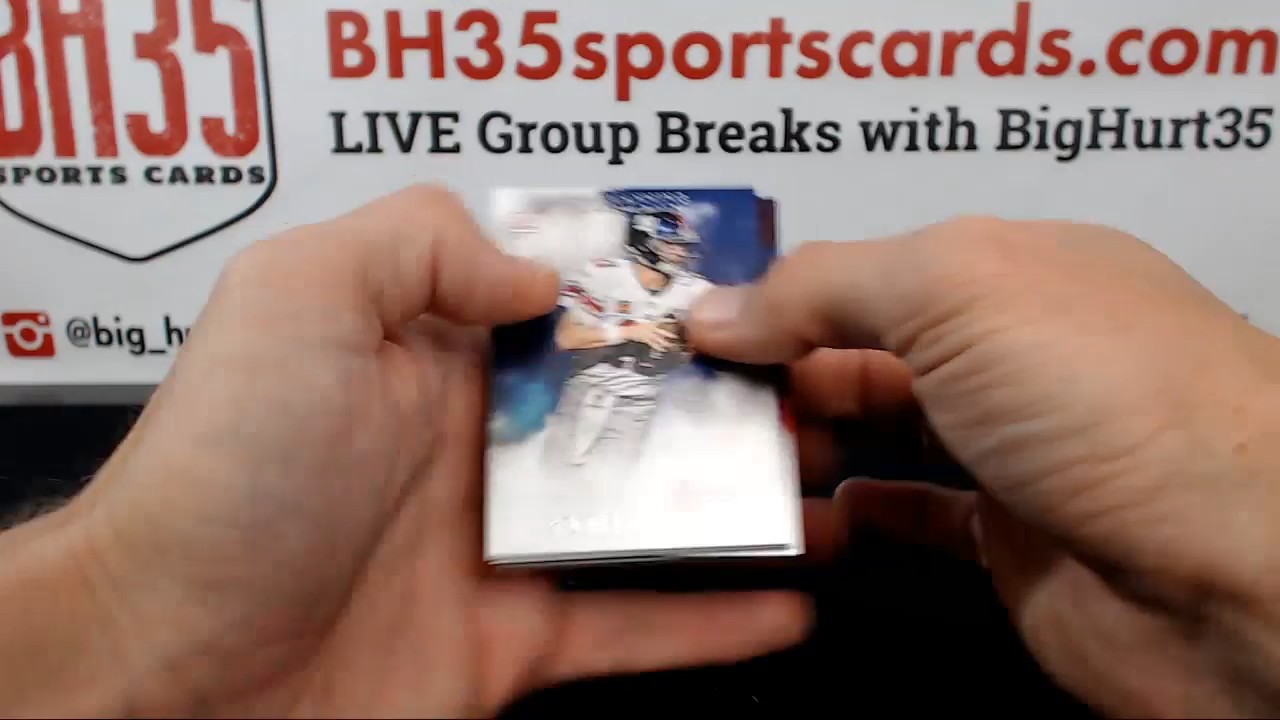 BH35
SPORTS CARDS
BH35sportscards.com
LIVE Group Breaks with BigHurt35
@big_h